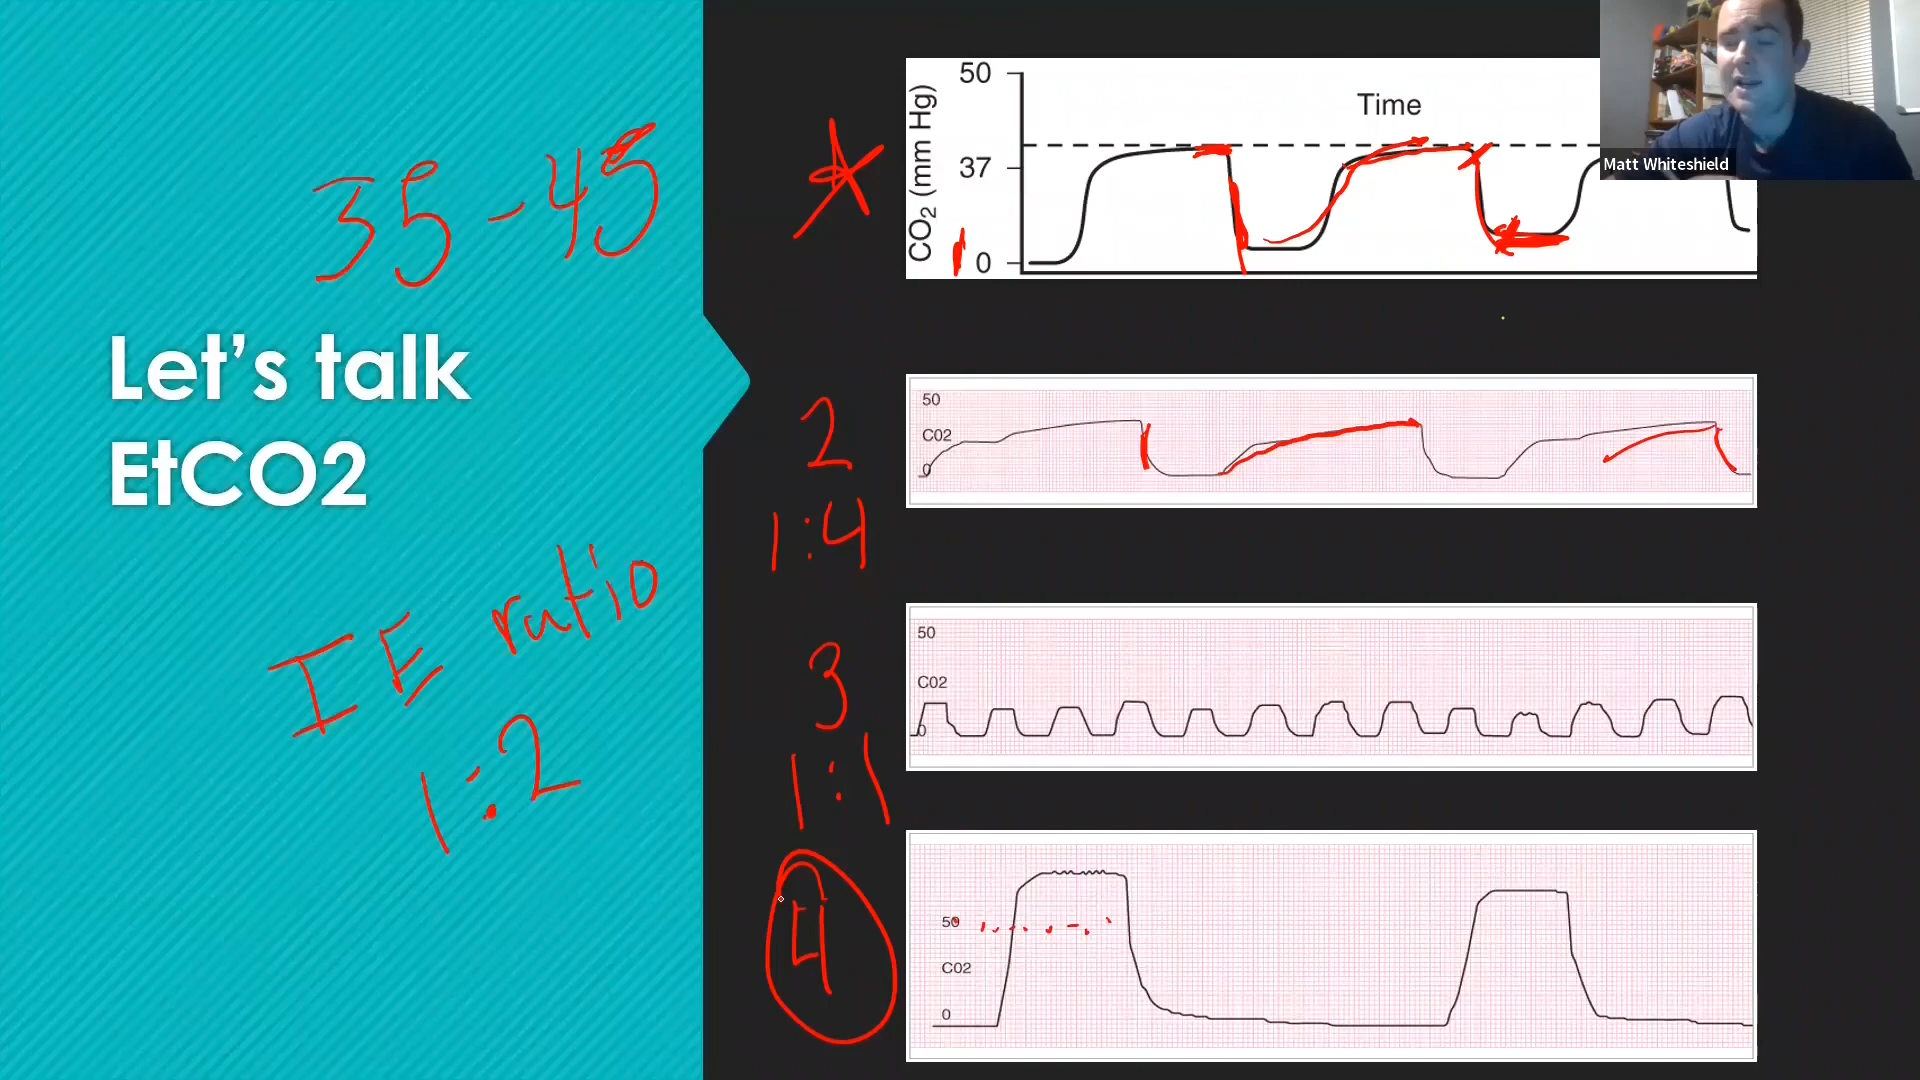 35-45
Let's talk
EtCO2
IE ratio
1:2
50
Time
37
CO2 (mm Hg)
0
Matt Whiteshield
2
1:4
50
C02
0
3
1:1
50
C02
0
4
50
C02
0